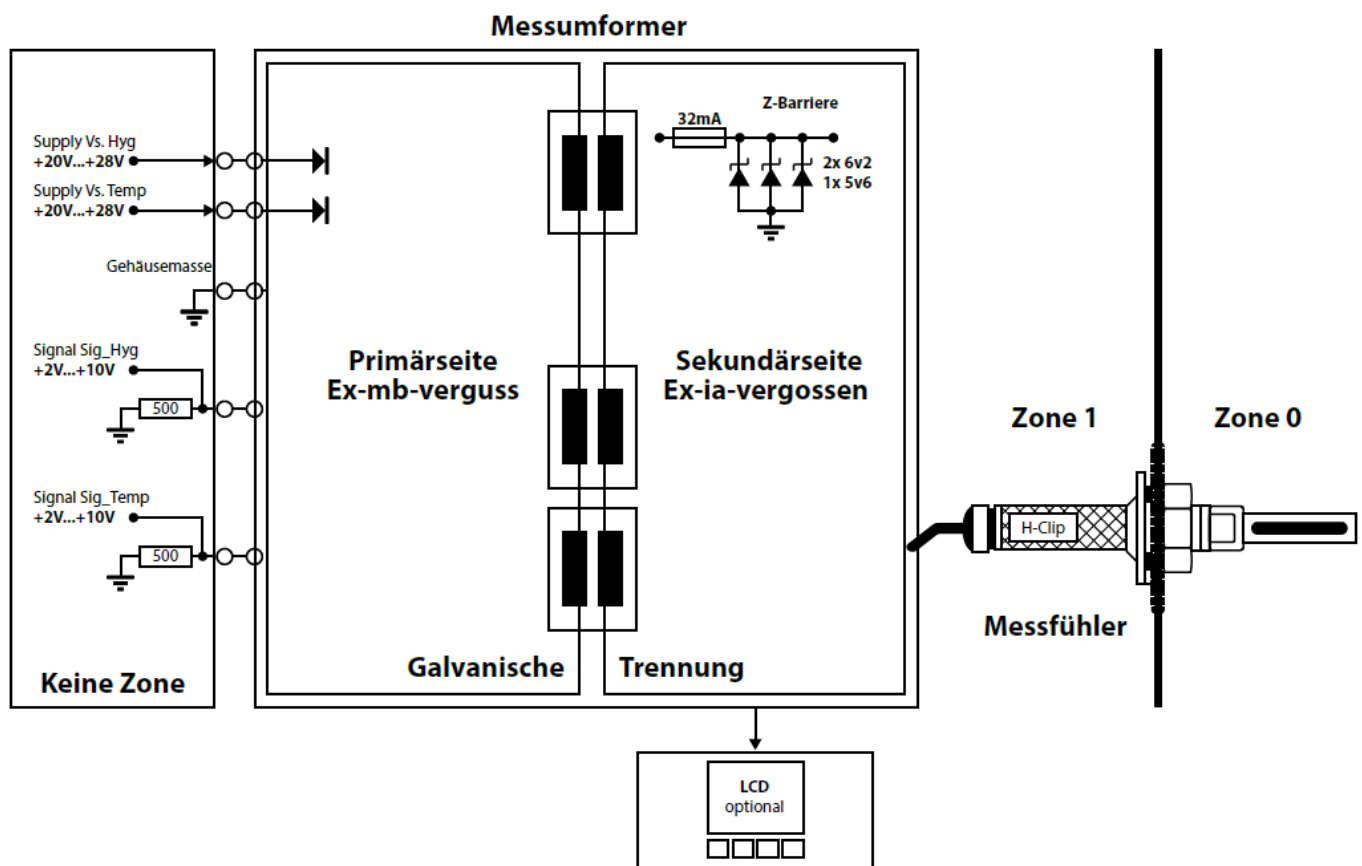 Messumformer
Supply Vs. Hyg
+20V...+28V
Supply Vs. Temp
+20V...+28V
Gehäusemasse
Signal Sig_Hyg
+2V...+10V
500
Signal Sig_Temp
+2V...+10V
500
Keine Zone
Primärseite
Ex-mb-verguss
Z-Barriere
32mA
2x 6v2
1x 5v6
Sekundärseite
Ex-ia-vergossen
Galvanische Trennung
Zone 1
Zone 0
H-Clip
Messfühler
LCD
optional